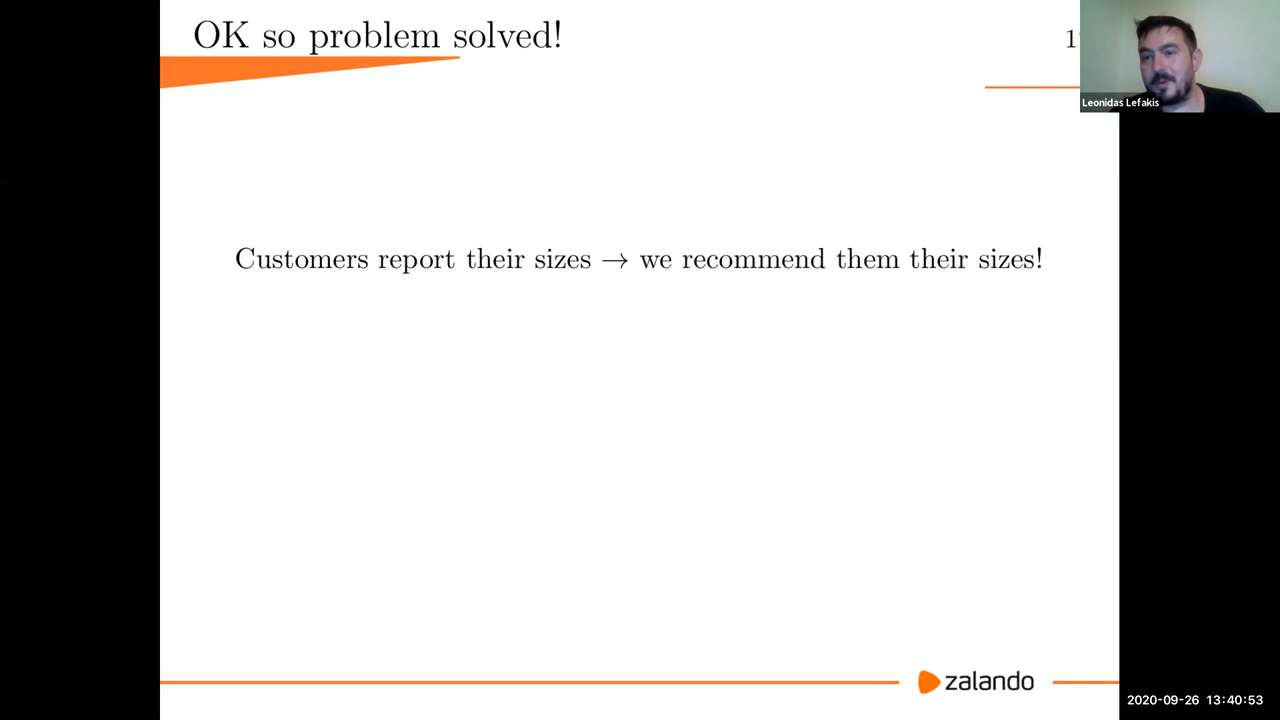 OK so problem solved!
Leonidas Lefakis
Customers report their sizes → we recommend them their sizes!
zalando
2020-09-26 13:40:53